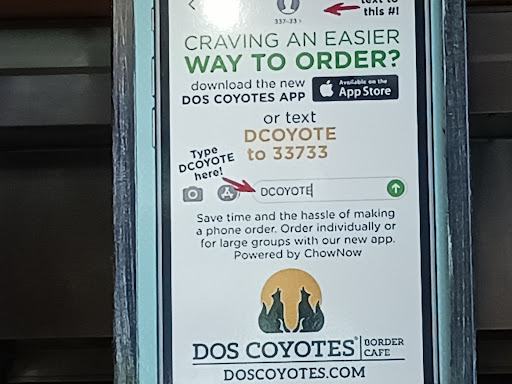 text to
this #!
337-33 >
CRAVING AN EASIER
WAY TO ORDER?
download the new
DOS COYOTES APP
Available on the
App Store
or text
DCOYOTE
to 33733
Type
DCOYOTE
here!
DCOYOTE
Save time and the hassle of making
a phone order. Order individually or
for large groups with our new app.
Powered by ChowNow
DOS COYOTES®
BORDER
CAFE
DOSCOYOTES.COM